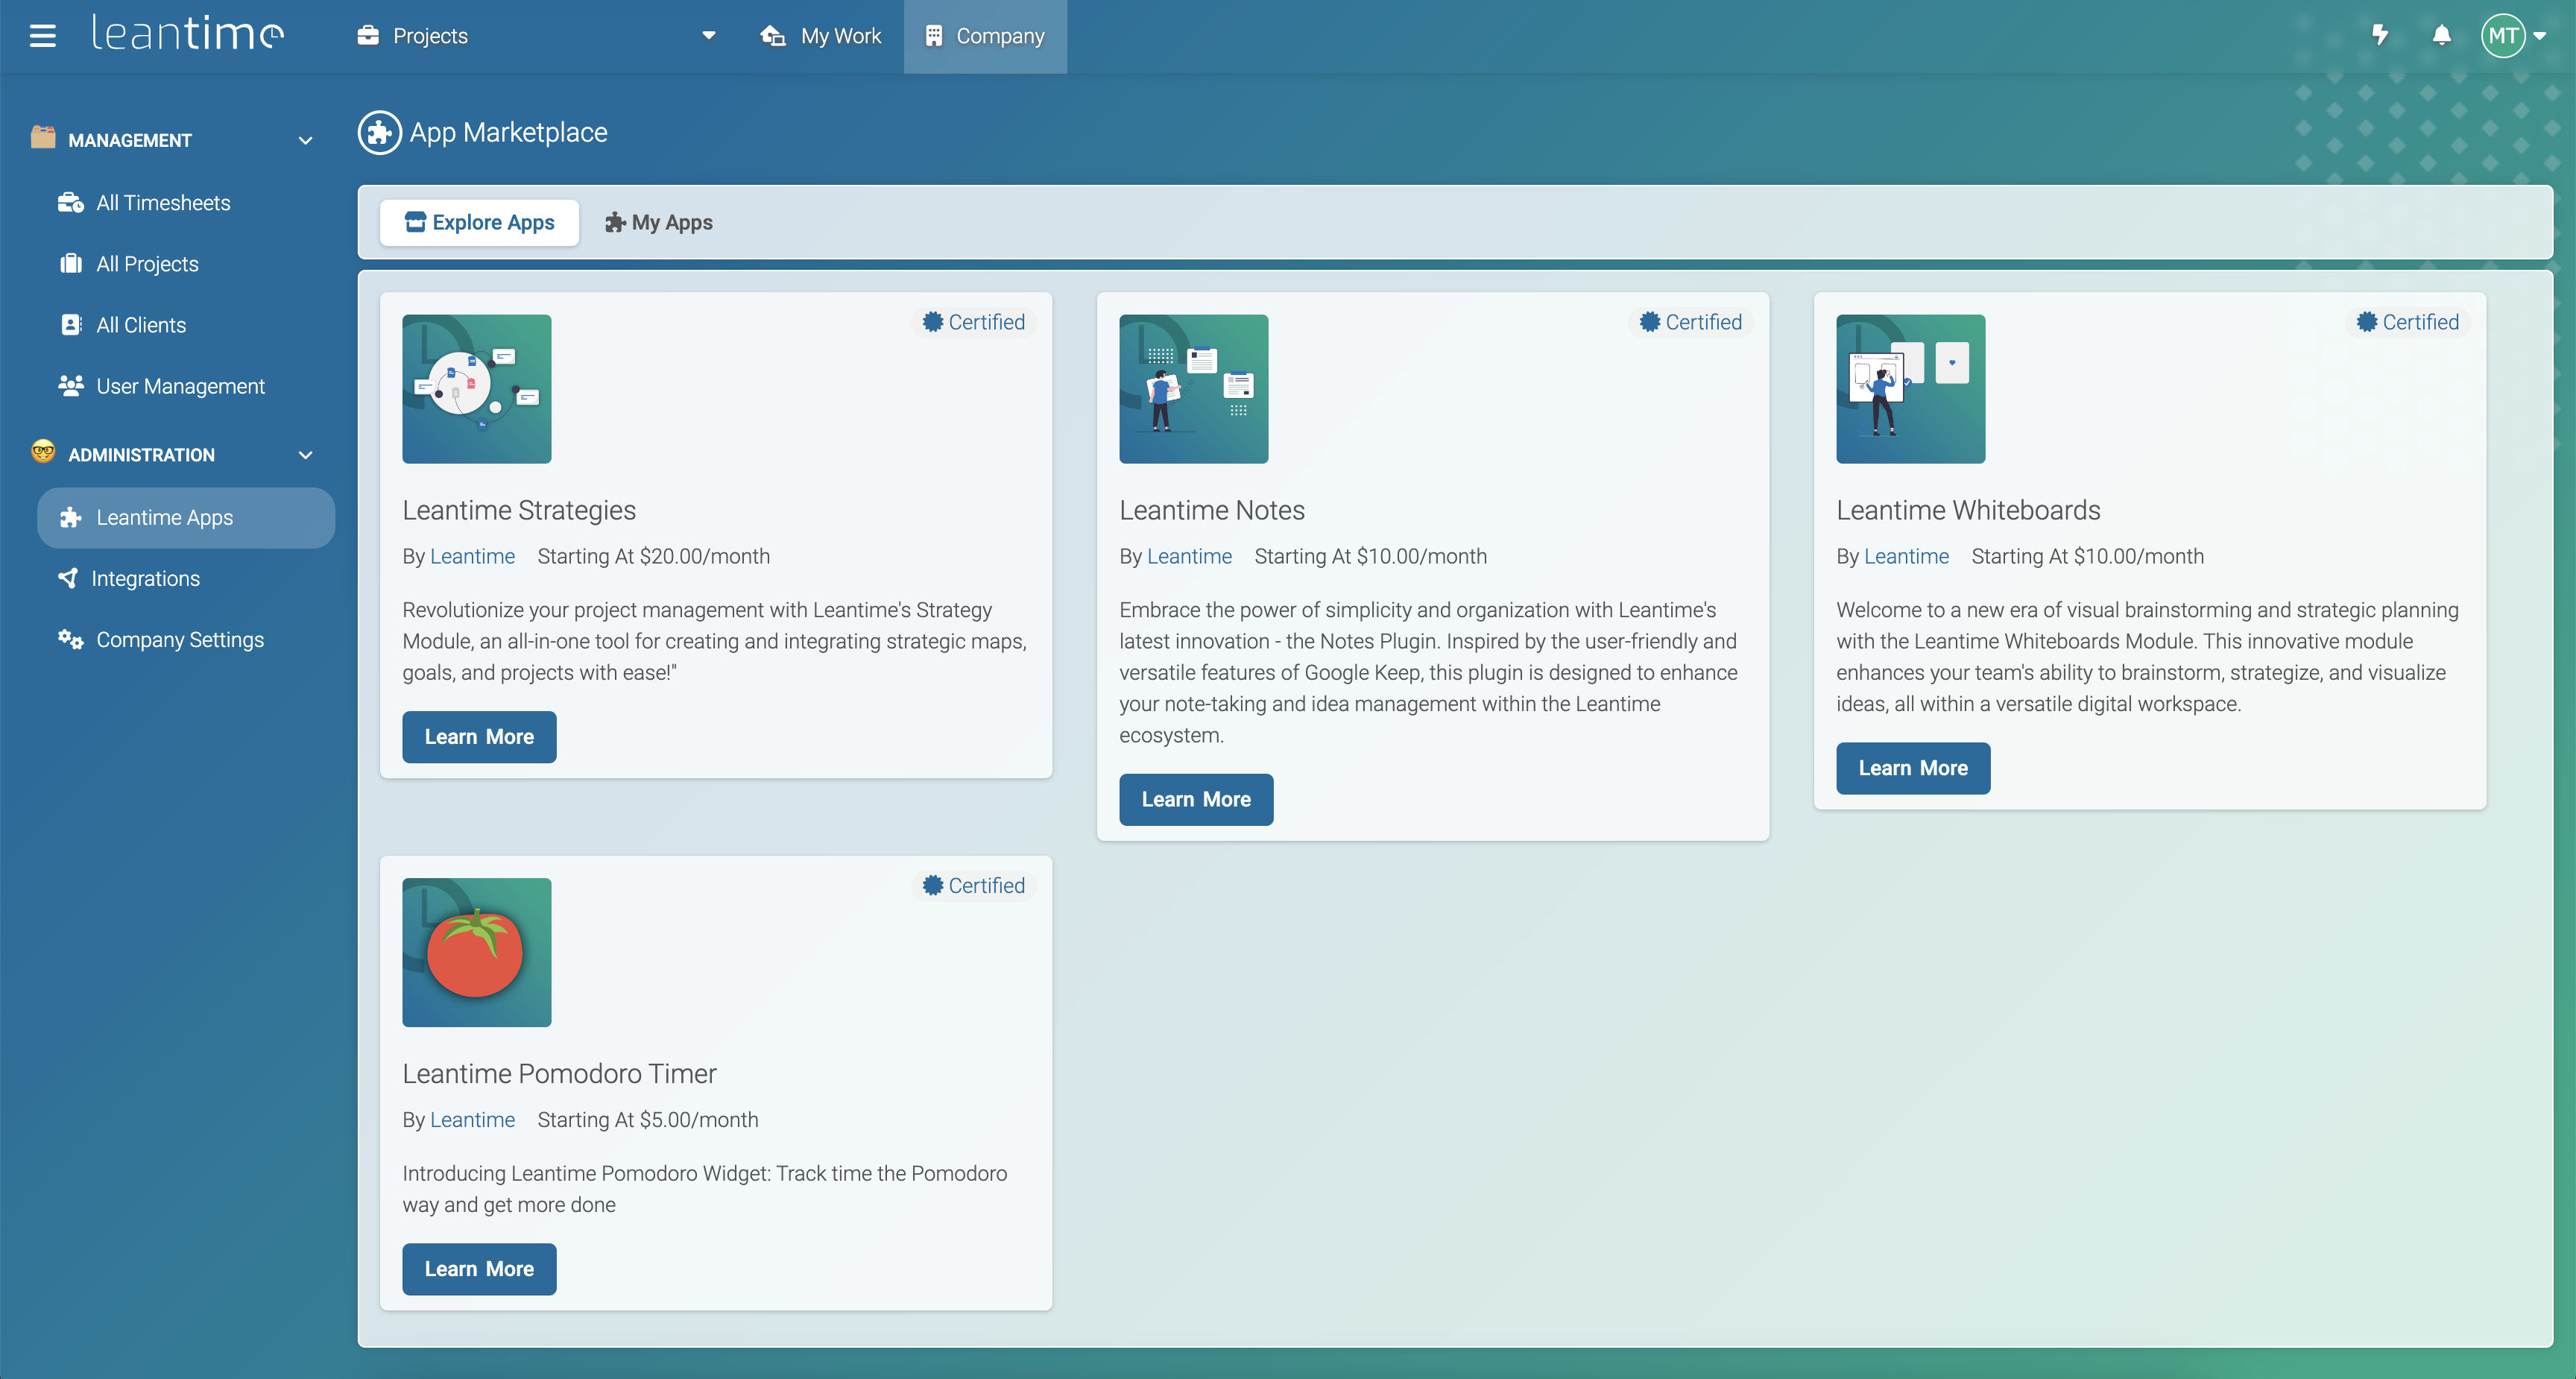 leantime
Projects
My Work
Company
MT
MANAGEMENT
All Timesheets
All Projects
All Clients
User Management
ADMINISTRATION
Leantime Apps
Integrations
Company Settings
App Marketplace
Explore Apps
My Apps
Certified
Leantime Strategies
By Leantime Starting At $20.00/month
Revolutionize your project management with Leantime's Strategy
Module, an all-in-one tool for creating and integrating strategic maps,
goals, and projects with ease!"
Learn More
Certified
Leantime Notes
By Leantime Starting At $10.00/month
Embrace the power of simplicity and organization with Leantime's
latest innovation - the Notes Plugin. Inspired by the user-friendly and
versatile features of Google Keep, this plugin is designed to enhance
your note-taking and idea management within the Leantime
ecosystem.
Learn More
Certified
Leantime Whiteboards
By Leantime Starting At $10.00/month
Welcome to a new era of visual brainstorming and strategic planning
with the Leantime Whiteboards Module. This innovative module
enhances your team's ability to brainstorm, strategize, and visualize
ideas, all within a versatile digital workspace.
Learn More
Certified
Leantime Pomodoro Timer
By Leantime Starting At $5.00/month
Introducing Leantime Pomodoro Widget: Track time the Pomodoro
way and get more done
Learn More